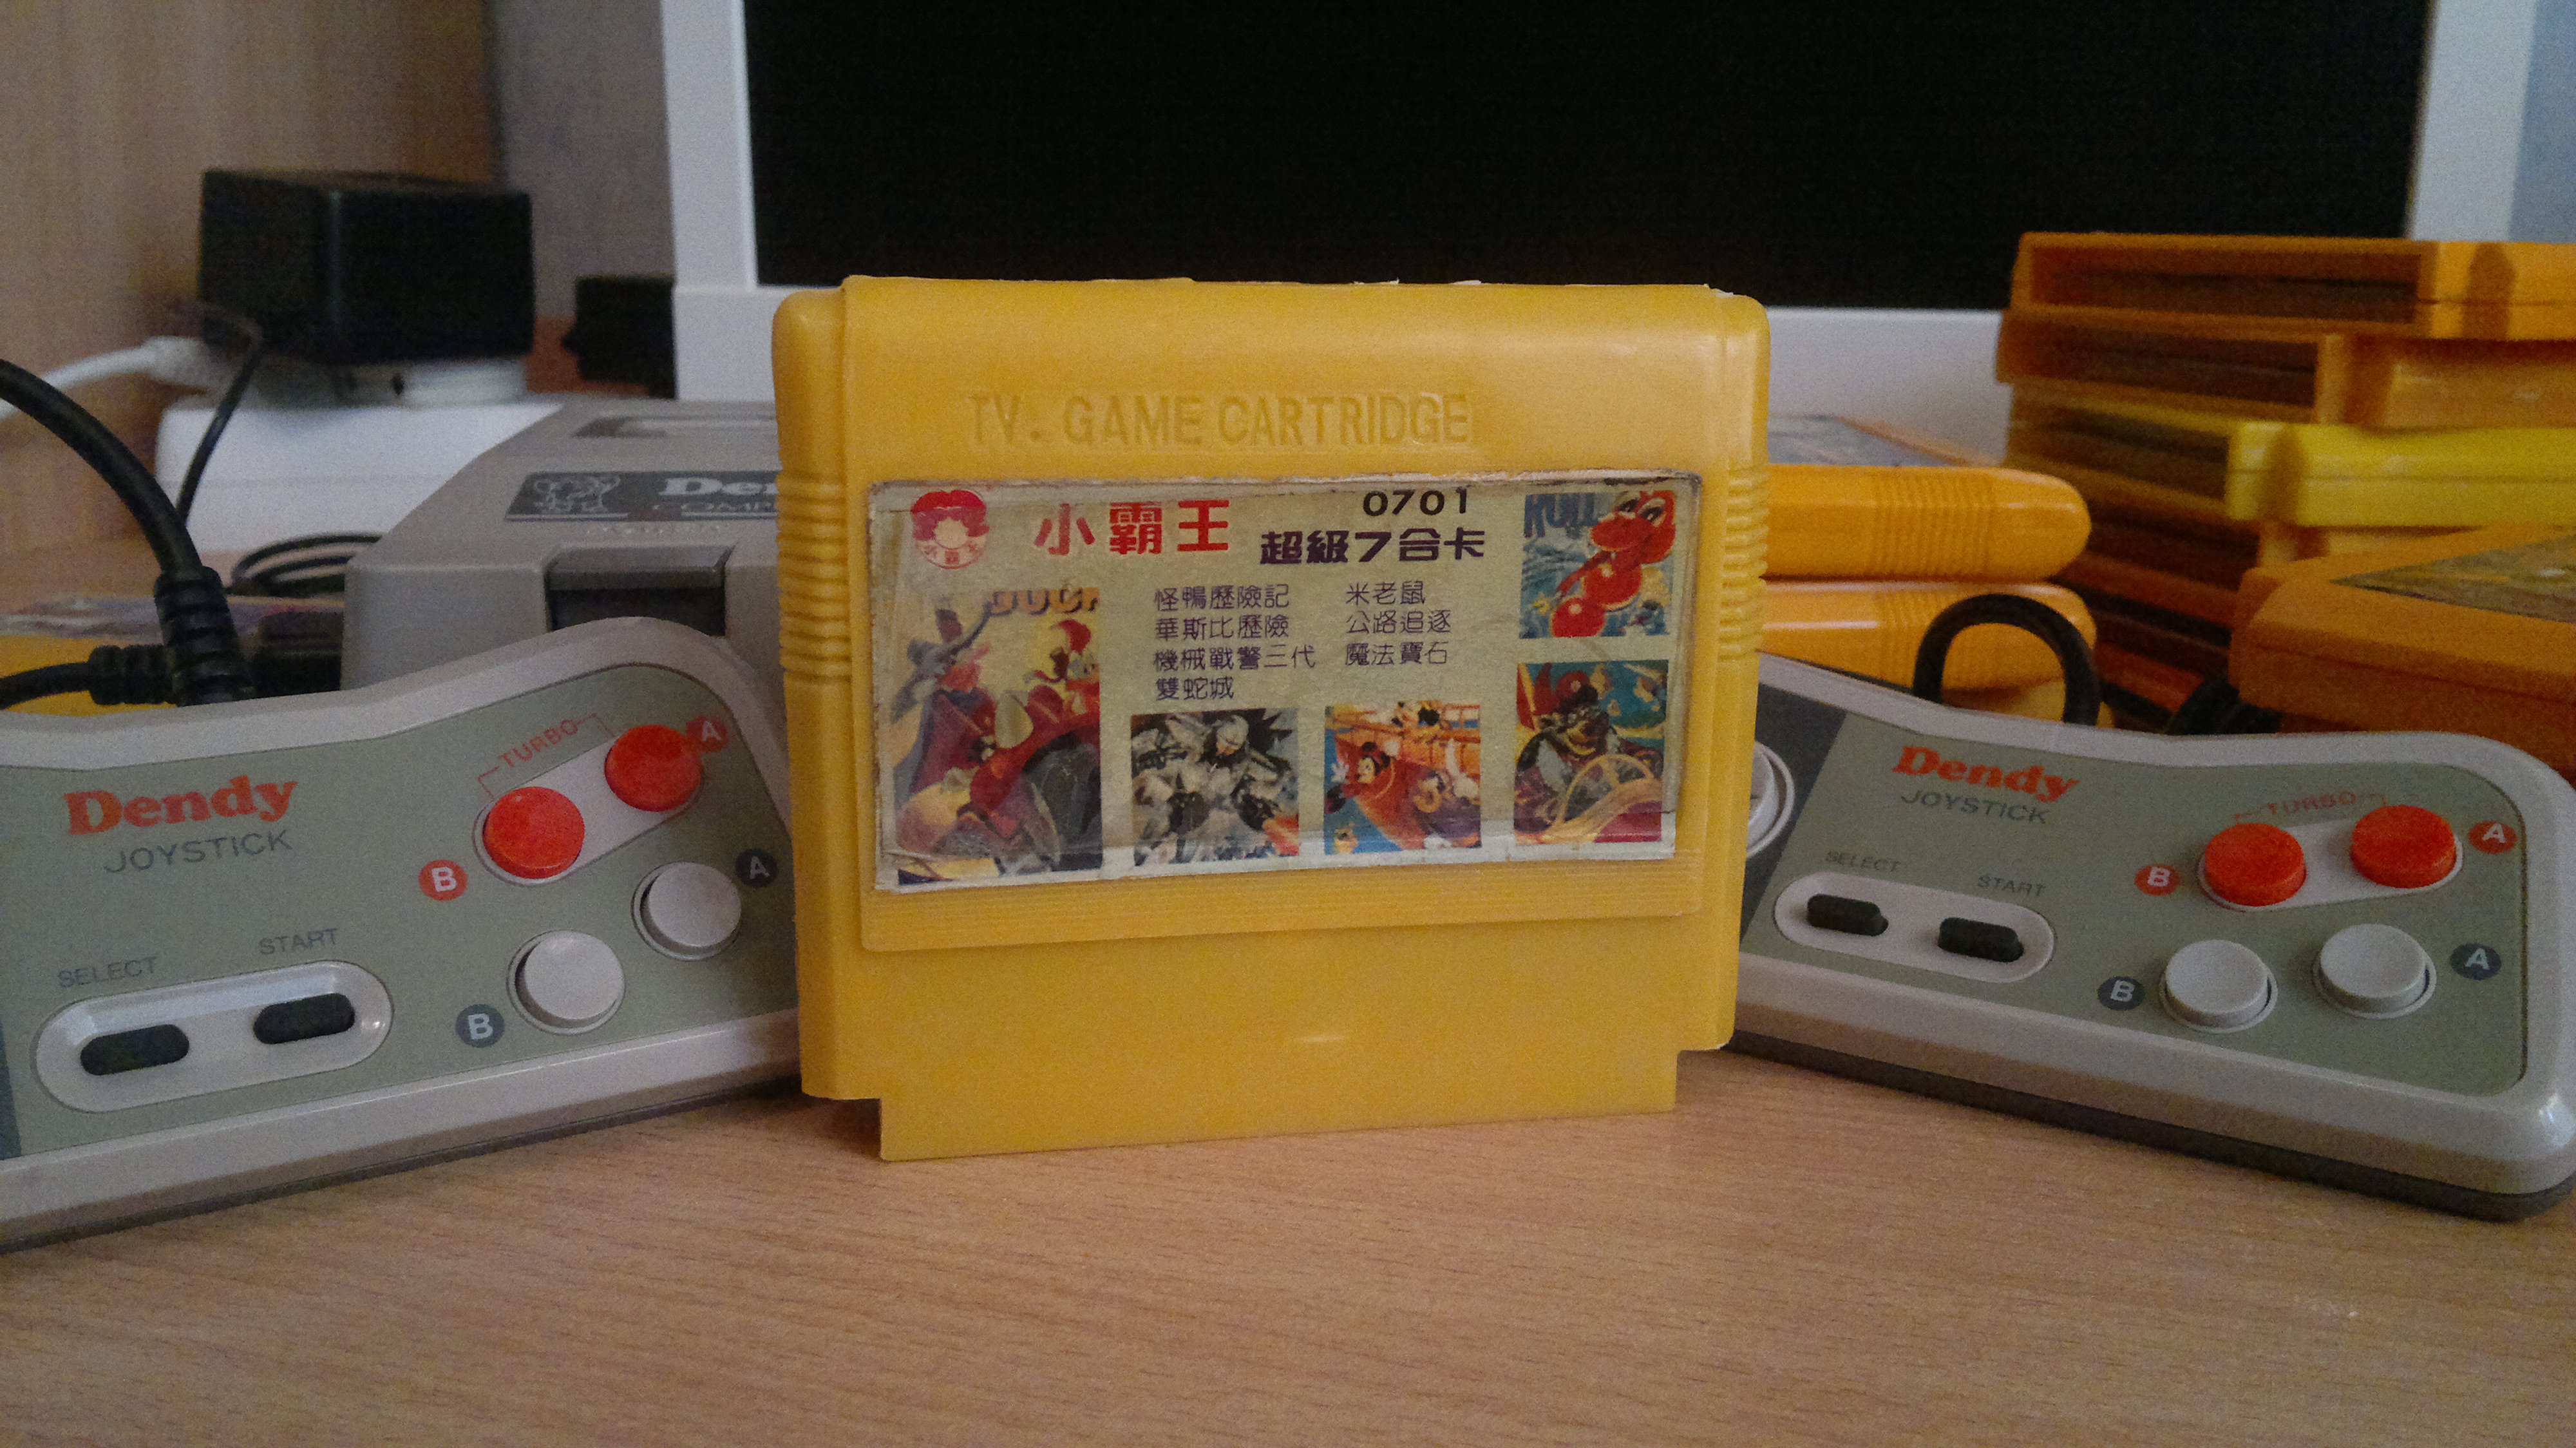 TV. GAME CARTRIDGE
小霸王
0701
超級7合卡
怪鴨歷險記
米老鼠
華斯比歷險
公路追逐
機械戰警三代
魔法寶石
雙蛇城
Dendy
JOYSTICK
TURBO
A
B
A
B
SELECT
START
Dendy
JOYSTICK
TURBO
A
B
SELECT
START
A
B